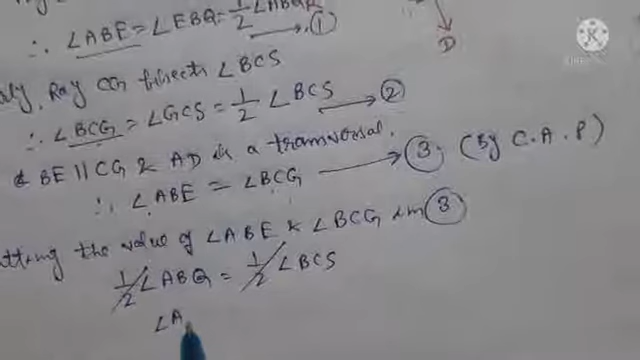 ∴ ∠ABE = ∠EBQ = 1/2 ∠ABQ → ①
Ray CG bisects ∠BCS
∴ ∠BCG = ∠GCS = 1/2 ∠BCS → ②
& BE || CG & AD is a transversal.
∴ ∠ABE = ∠BCG → ③ (By C.A.P)
the value of ∠ABE & ∠BCG in ③
1/2 ∠ABQ = 1/2 ∠BCS
∠A
D
K